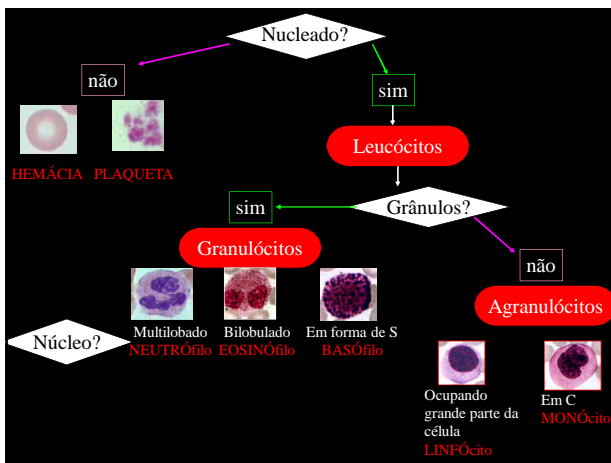 Nucleado?
não
sim
HEMÁCIA
PLAQUETA
Leucócitos
Grânulos?
sim
Granulócitos
não
Agranulócitos
Núcleo?
Multilobado
NEUTRÓfilo
Bilobulado
EOSINÓfilo
Em forma de S
BASÓfilo
Ocupando
grande parte da
célula
LINFÓcito
Em C
MONÓcito